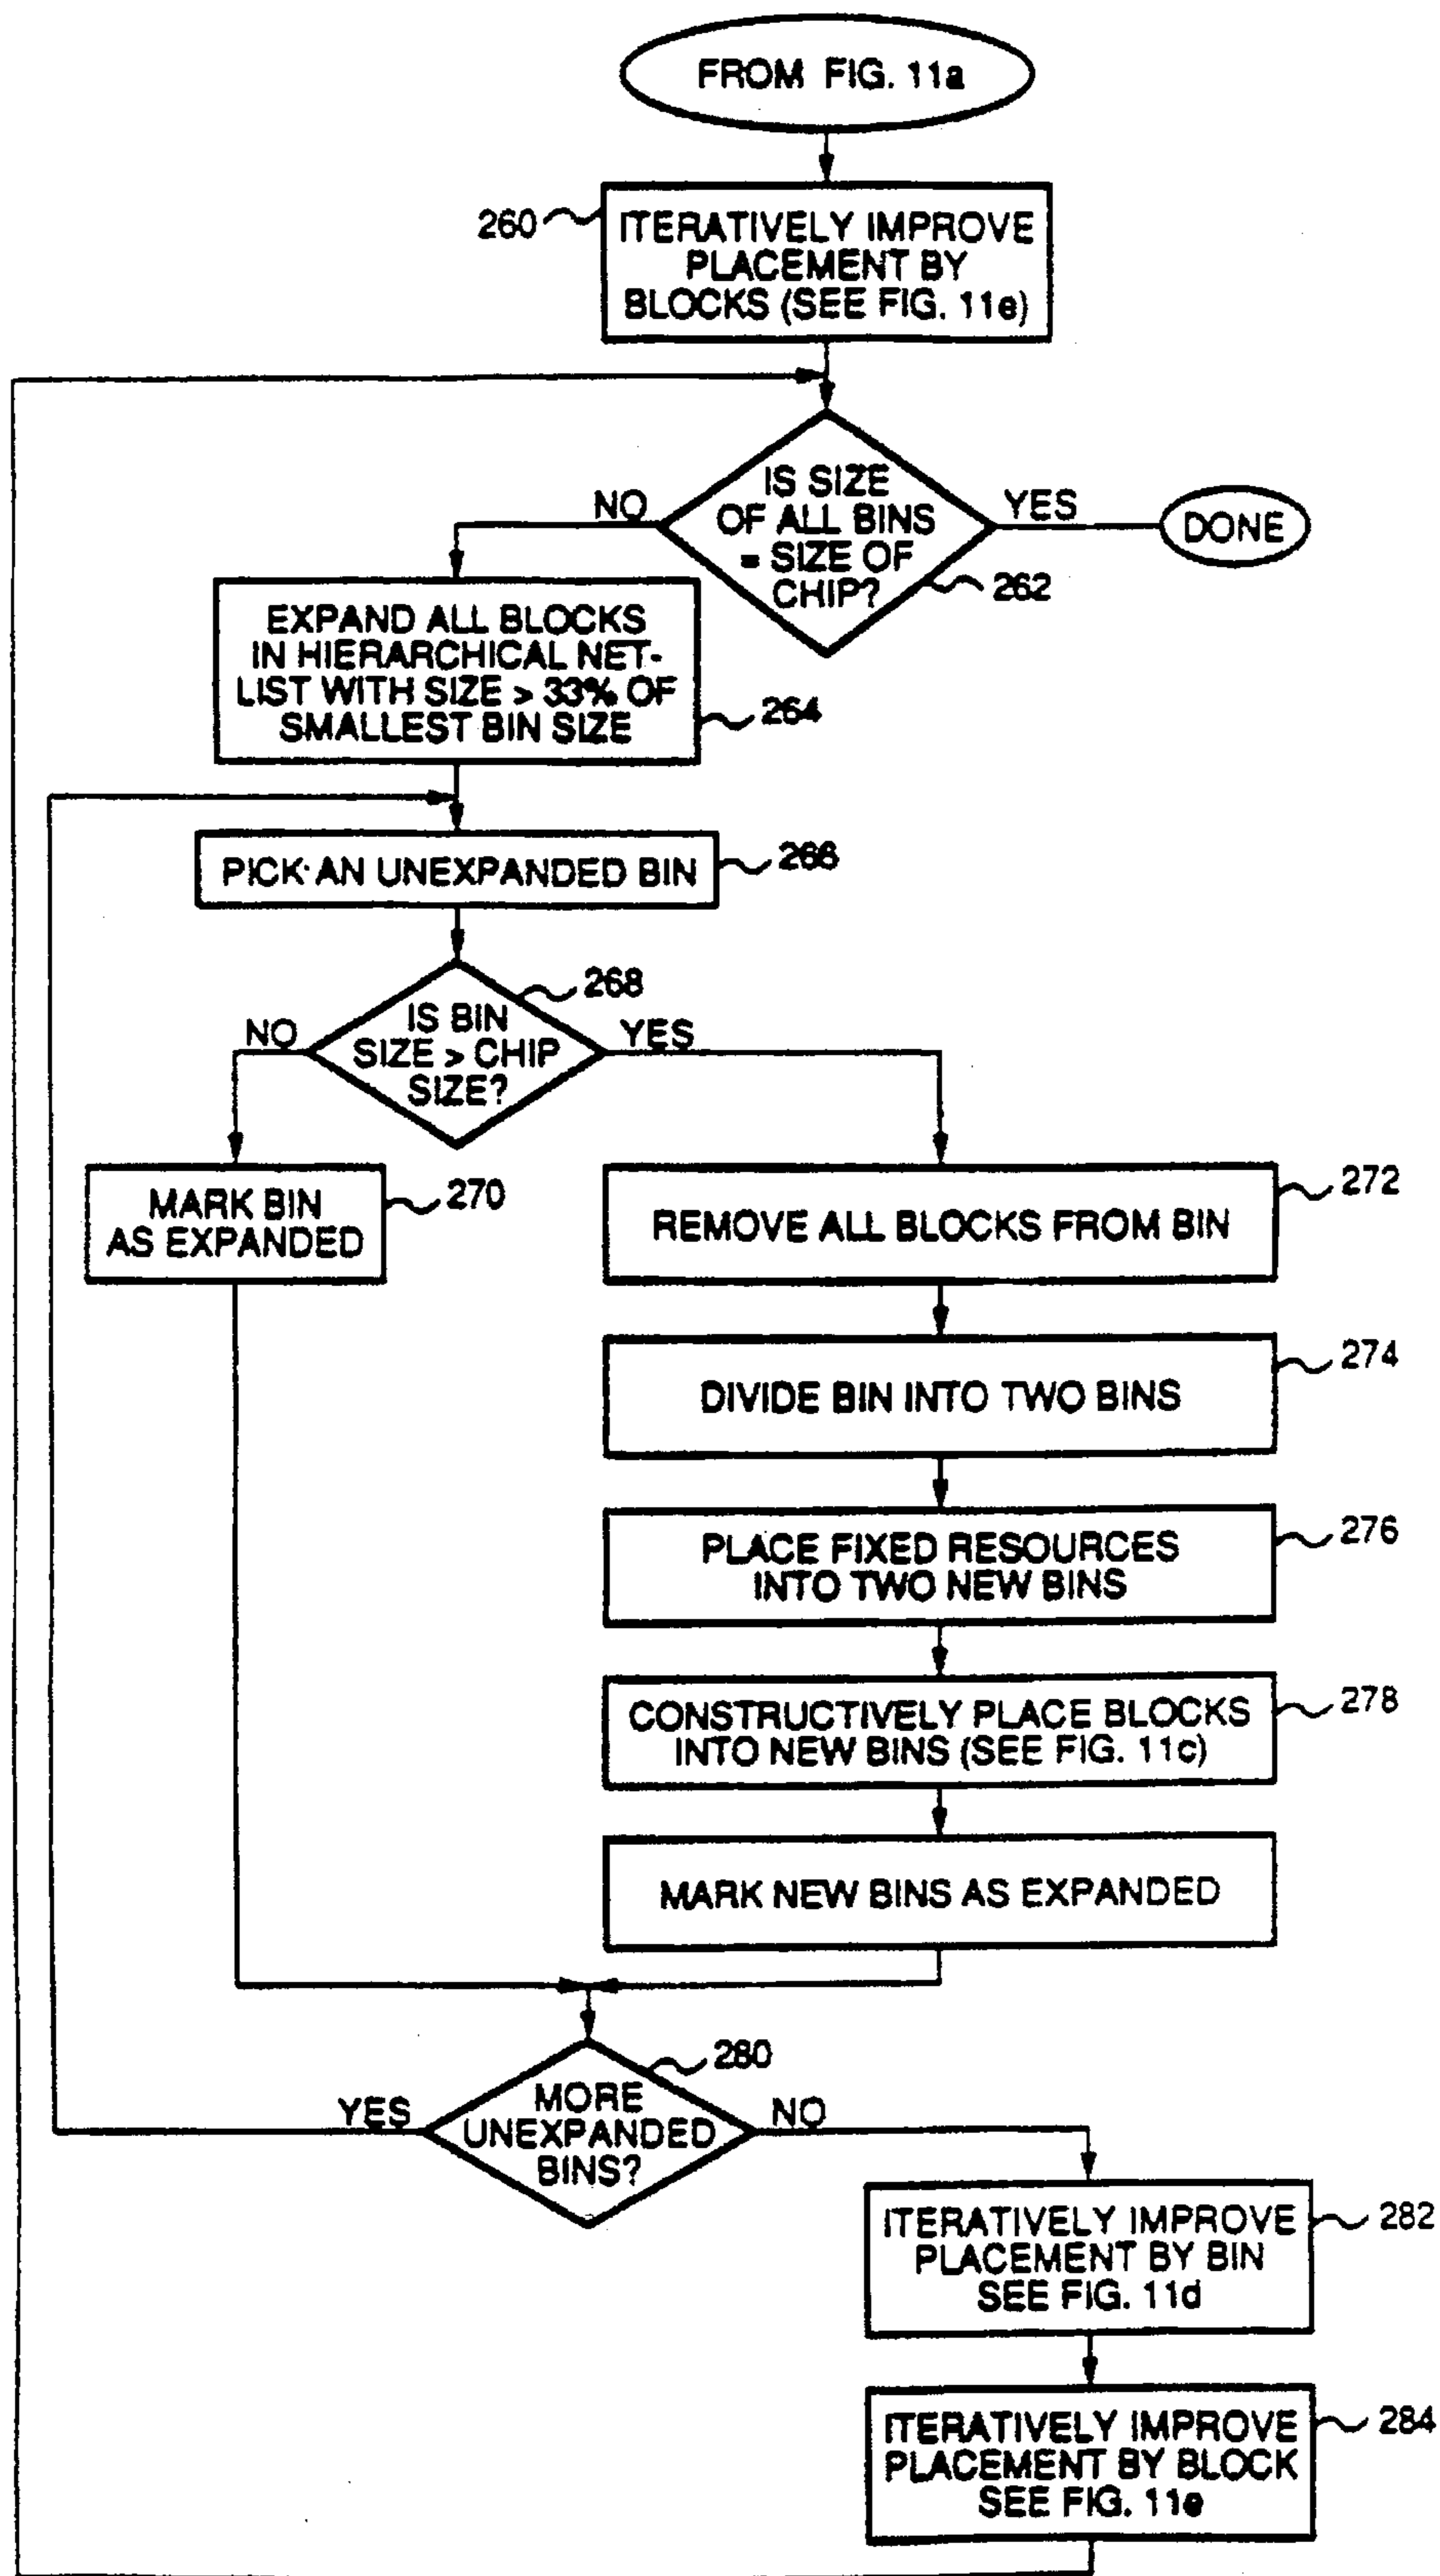 FROM FIG. 11a
260
ITERATIVELY IMPROVE
PLACEMENT BY
BLOCKS (SEE FIG. 11e)
IS SIZE
OF ALL BINS
= SIZE OF
CHIP?
NO
YES
DONE
262
EXPAND ALL BLOCKS
IN HIERARCHICAL NET-
LIST WITH SIZE > 33% OF
SMALLEST BIN SIZE
264
PICK AN UNEXPANDED BIN
266
268
IS BIN
SIZE > CHIP
SIZE?
NO
YES
MARK BIN
AS EXPANDED
270
REMOVE ALL BLOCKS FROM BIN
272
DIVIDE BIN INTO TWO BINS
274
PLACE FIXED RESOURCES
INTO TWO NEW BINS
276
CONSTRUCTIVELY PLACE BLOCKS
INTO NEW BINS (SEE FIG. 11c)
278
MARK NEW BINS AS EXPANDED
280
MORE
UNEXPANDED
BINS?
YES
NO
ITERATIVELY IMPROVE
PLACEMENT BY BIN
SEE FIG. 11d
282
ITERATIVELY IMPROVE
PLACEMENT BY BLOCK
SEE FIG. 11e
284